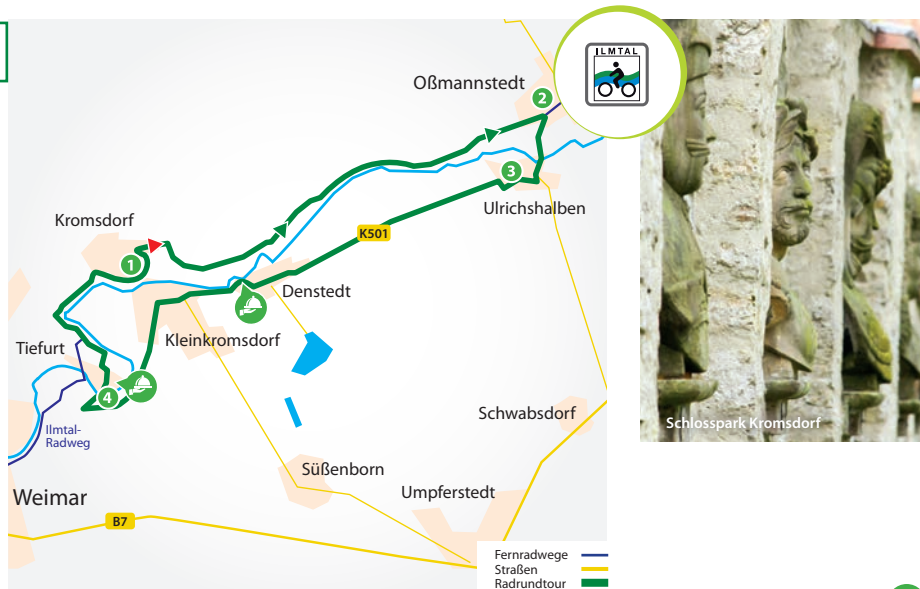 ILMTAL
Oßmannstedt
2
3
Ulrichshalben
Kromsdorf
1
K501
Denstedt
Kleinkromsdorf
Tiefurt
4
Ilmtal-
Radweg
Schwabsdorf
Schlosspark Kromsdorf
Süßenborn
Umpferstedt
Weimar
B7
Fernradwege
Straßen
Radrundtour